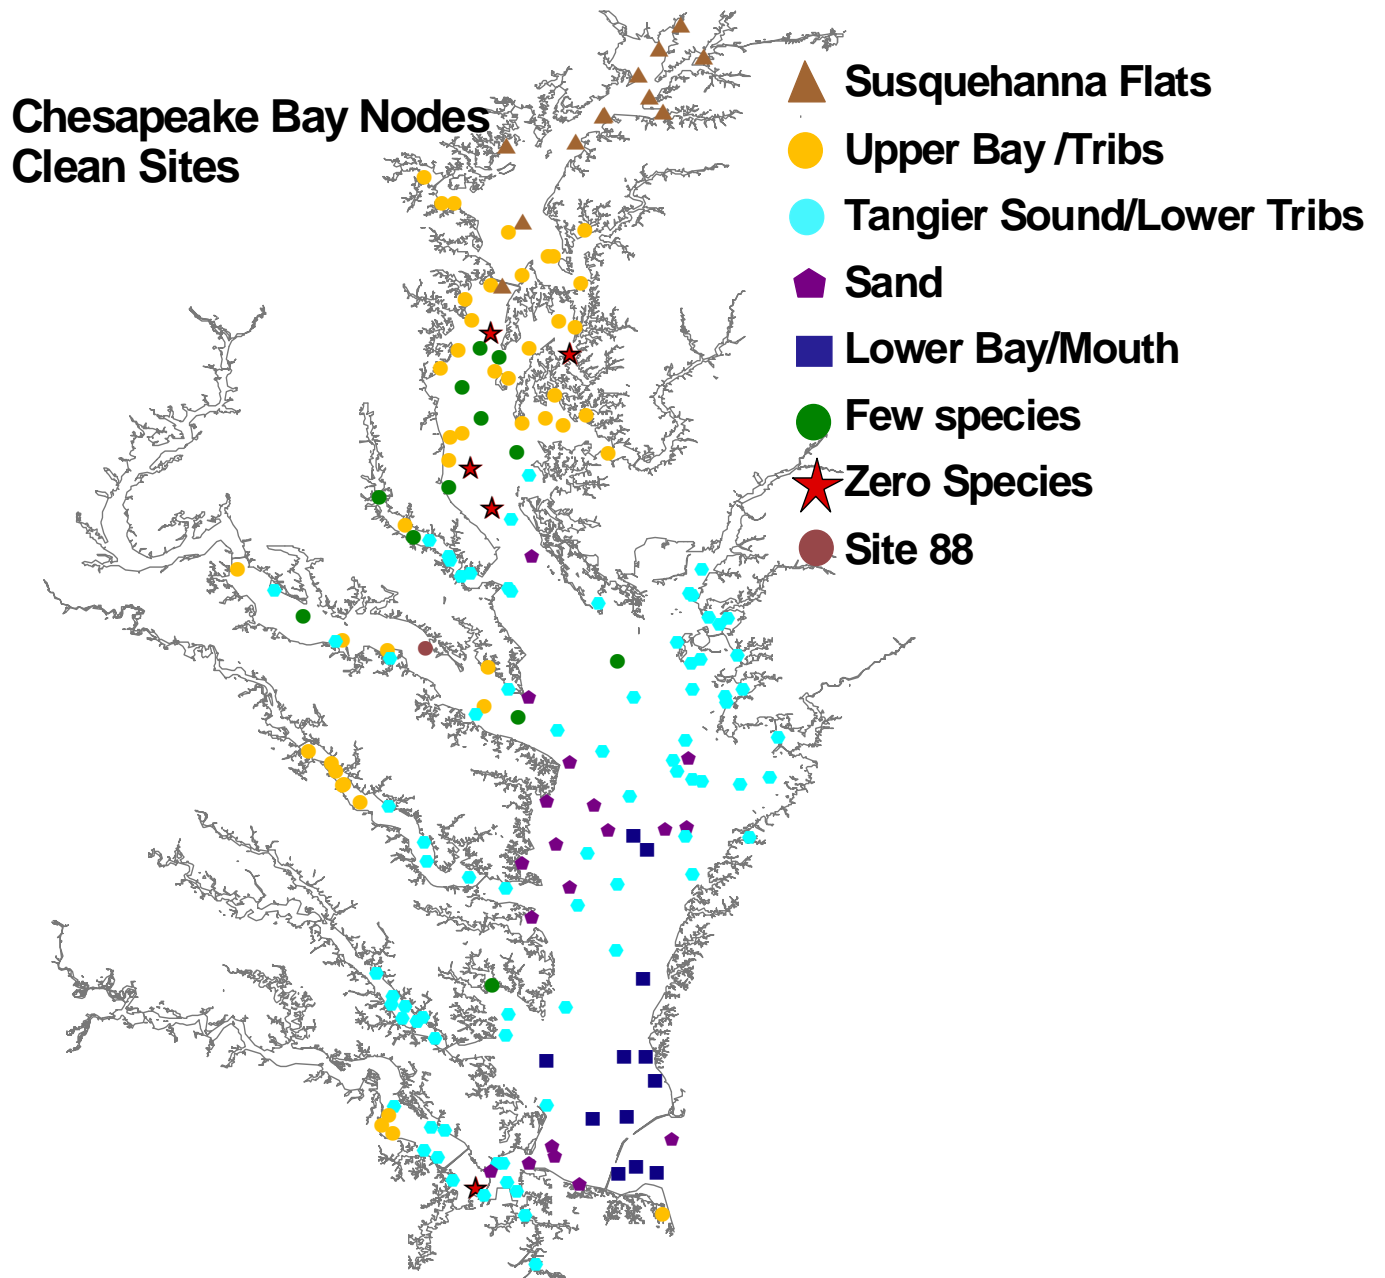 Chesapeake Bay Nodes
Clean Sites
Susquehanna Flats
Upper Bay /Tribs
Tangier Sound/Lower Tribs
Sand
Lower Bay/Mouth
Few species
Zero Species
Site 88